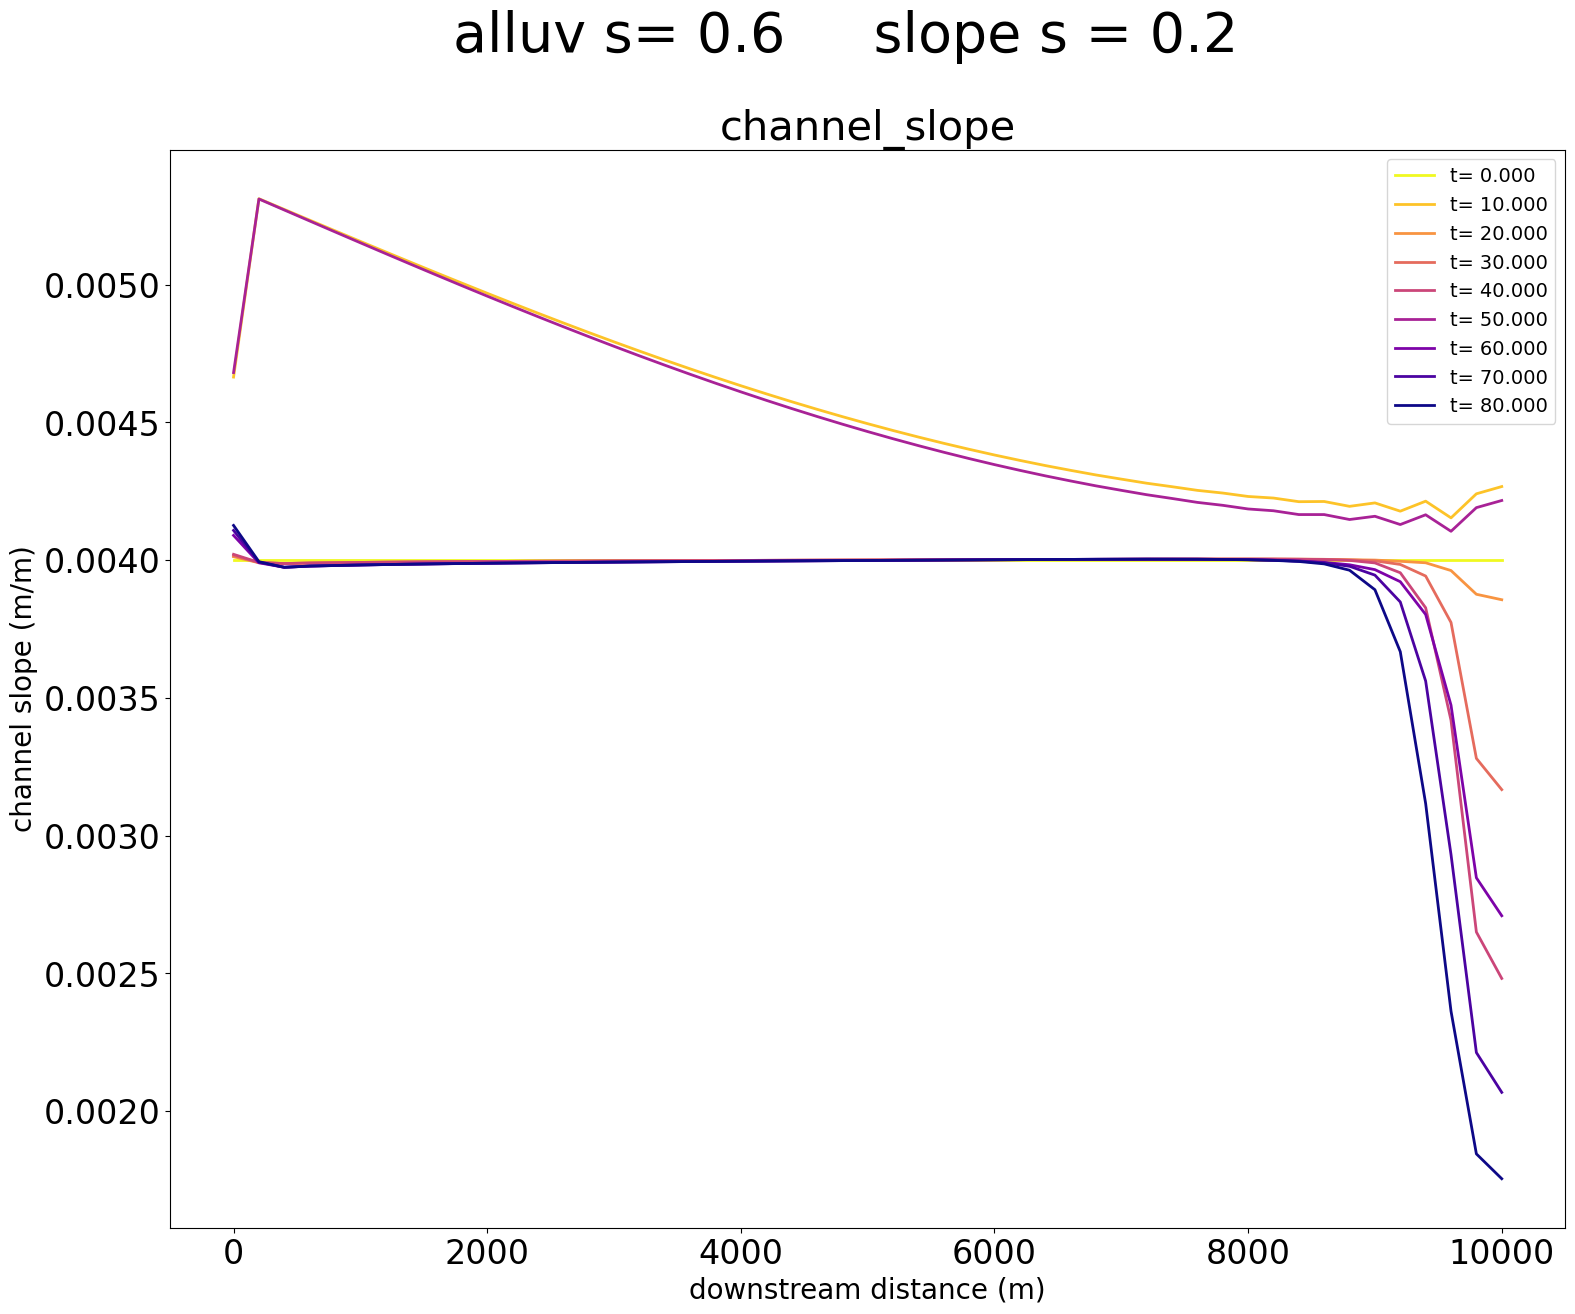 alluv s= 0.6     slope s = 0.2
channel_slope
t= 0.000
t= 10.000
t= 20.000
t= 30.000
t= 40.000
t= 50.000
t= 60.000
t= 70.000
t= 80.000
channel slope (m/m)
0.0050
0.0045
0.0040
0.0035
0.0030
0.0025
0.0020
0 2000 4000 6000 8000 10000
downstream distance (m)